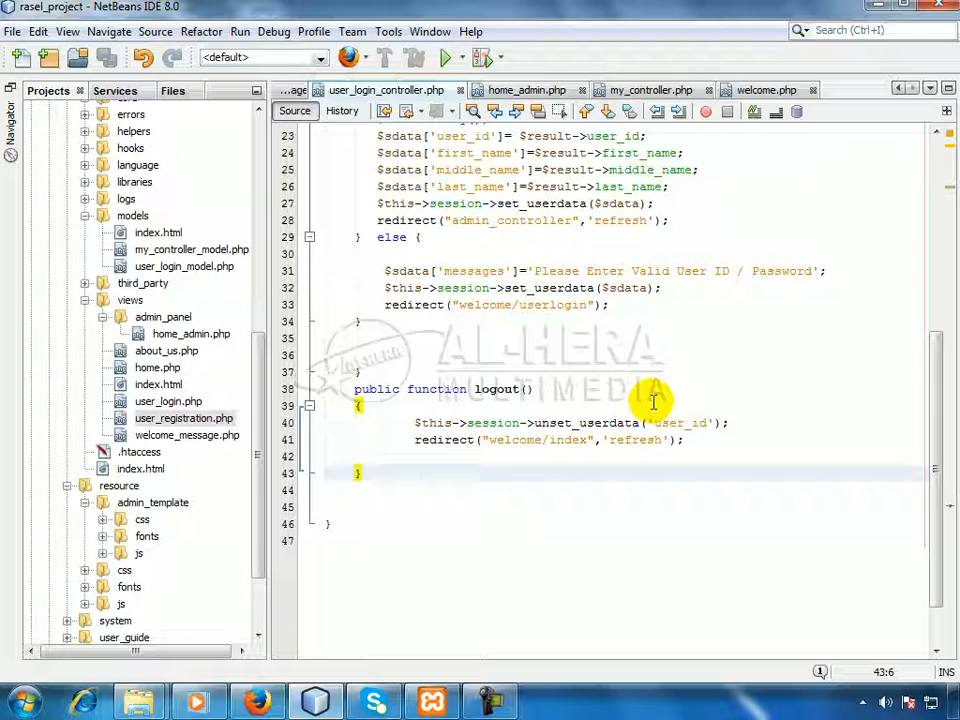 rasel_project - NetBeans IDE 8.0
File Edit View Navigate Source Refactor Run Debug Profile Team Tools Window Help
Search (Ctrl+I)
<default>
Projects Services Files
...age user_login_controller.php home_admin.php my_controller.php welcome.php
Source History
Navigator
errors
helpers
hooks
language
libraries
logs
models
index.html
my_controller_model.php
user_login_model.php
third_party
views
admin_panel
home_admin.php
about_us.php
home.php
index.html
user_login.php
user_registration.php
welcome_message.php
.htaccess
index.html
resource
admin_template
css
fonts
js
css
fonts
js
system
user_guide
23 $sdata['user_id']= $result->user_id;
24 $sdata['first_name']=$result->first_name;
25 $sdata['middle_name']=$result->middle_name;
26 $sdata['last_name']=$result->last_name;
27 $this->session->set_userdata($sdata);
28 redirect("admin_controller",'refresh');
29 } else {
30
31 $sdata['messages']='Please Enter Valid User ID / Password';
32 $this->session->set_userdata($sdata);
33 redirect("welcome/userlogin");
34 }
35
36
37 }
38 public function logout()
39 {
40 $this->session->unset_userdata('user_id');
41 redirect("welcome/index",'refresh');
42
43 }
44
45
46 }
47
AL-HERA
MULTIMEDIA
43:6 INS